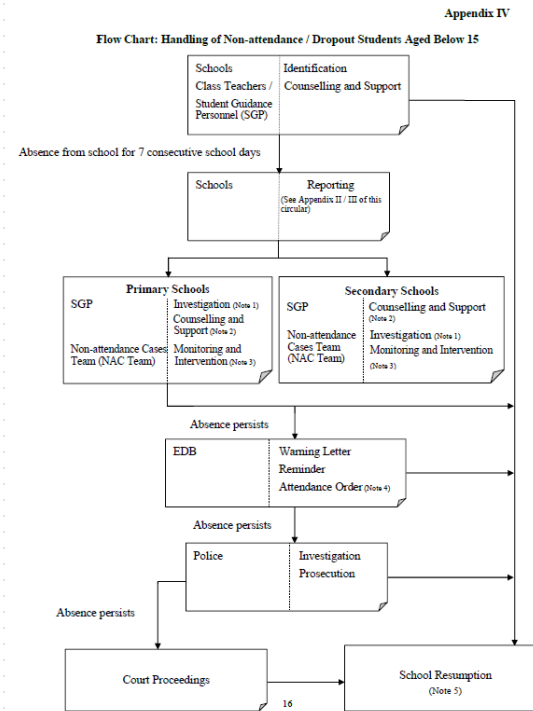 Appendix IV
Flow Chart: Handling of Non-attendance / Dropout Students Aged Below 15
Schools
Class Teachers /
Student Guidance
Personnel (SGP)
Identification
Counselling and Support
Absence from school for 7 consecutive school days
Schools
Reporting
(See Appendix II / III of this
circular)
Primary Schools
SGP
Investigation (Note 1)
Counselling and
Support (Note 2)
Non-attendance Cases
Team (NAC Team)
Monitoring and
Intervention (Note 3)
Secondary Schools
SGP
Counselling and Support
(Note 2)
Non-attendance
Cases Team
(NAC Team)
Investigation (Note 1)
Monitoring and Intervention
(Note 3)
Absence persists
EDB
Warning Letter
Reminder
Attendance Order (Note 4)
Absence persists
Police
Investigation
Prosecution
Absence persists
Court Proceedings
School Resumption
(Note 5)
16